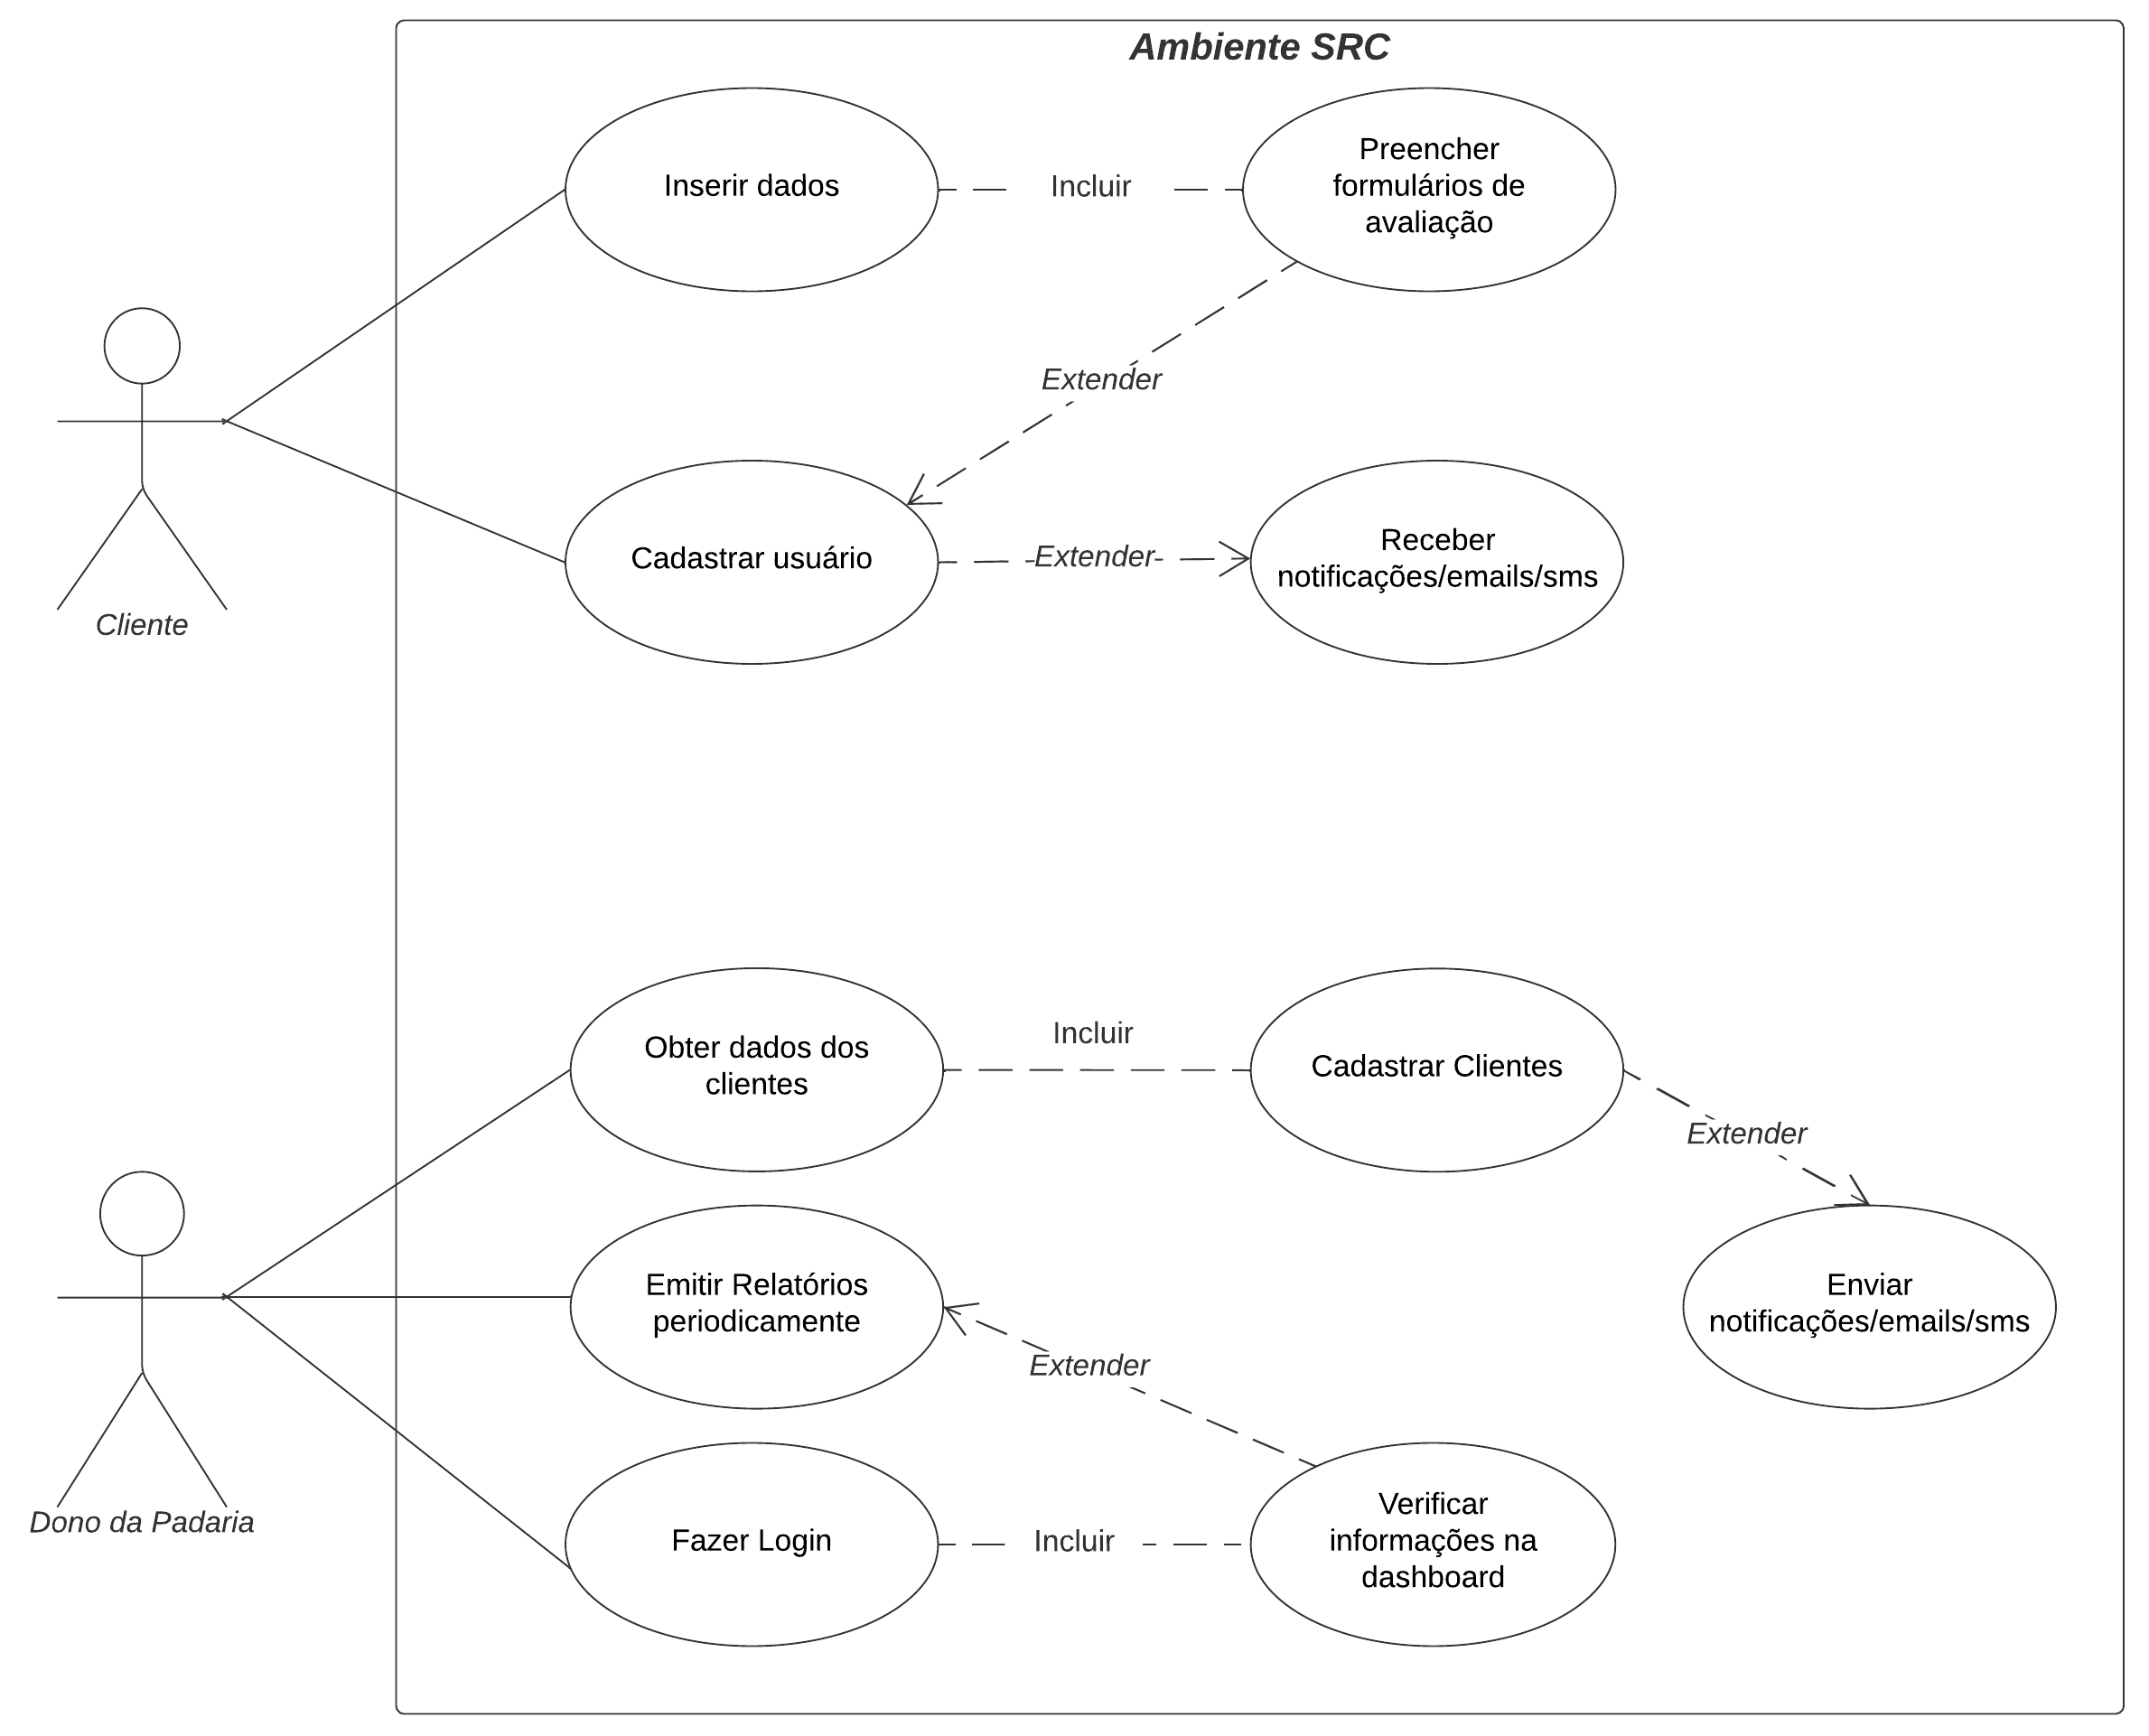 Ambiente SRC
Inserir dados
Incluir
Preencher
formulários de
avaliação
Extender
Cadastrar usuário
Extender
Receber
notificações/emails/sms
Cliente
Obter dados dos
clientes
Incluir
Cadastrar Clientes
Extender
Emitir Relatórios
periodicamente
Enviar
notificações/emails/sms
Extender
Dono da Padaria
Fazer Login
Incluir
Verificar
informações na
dashboard